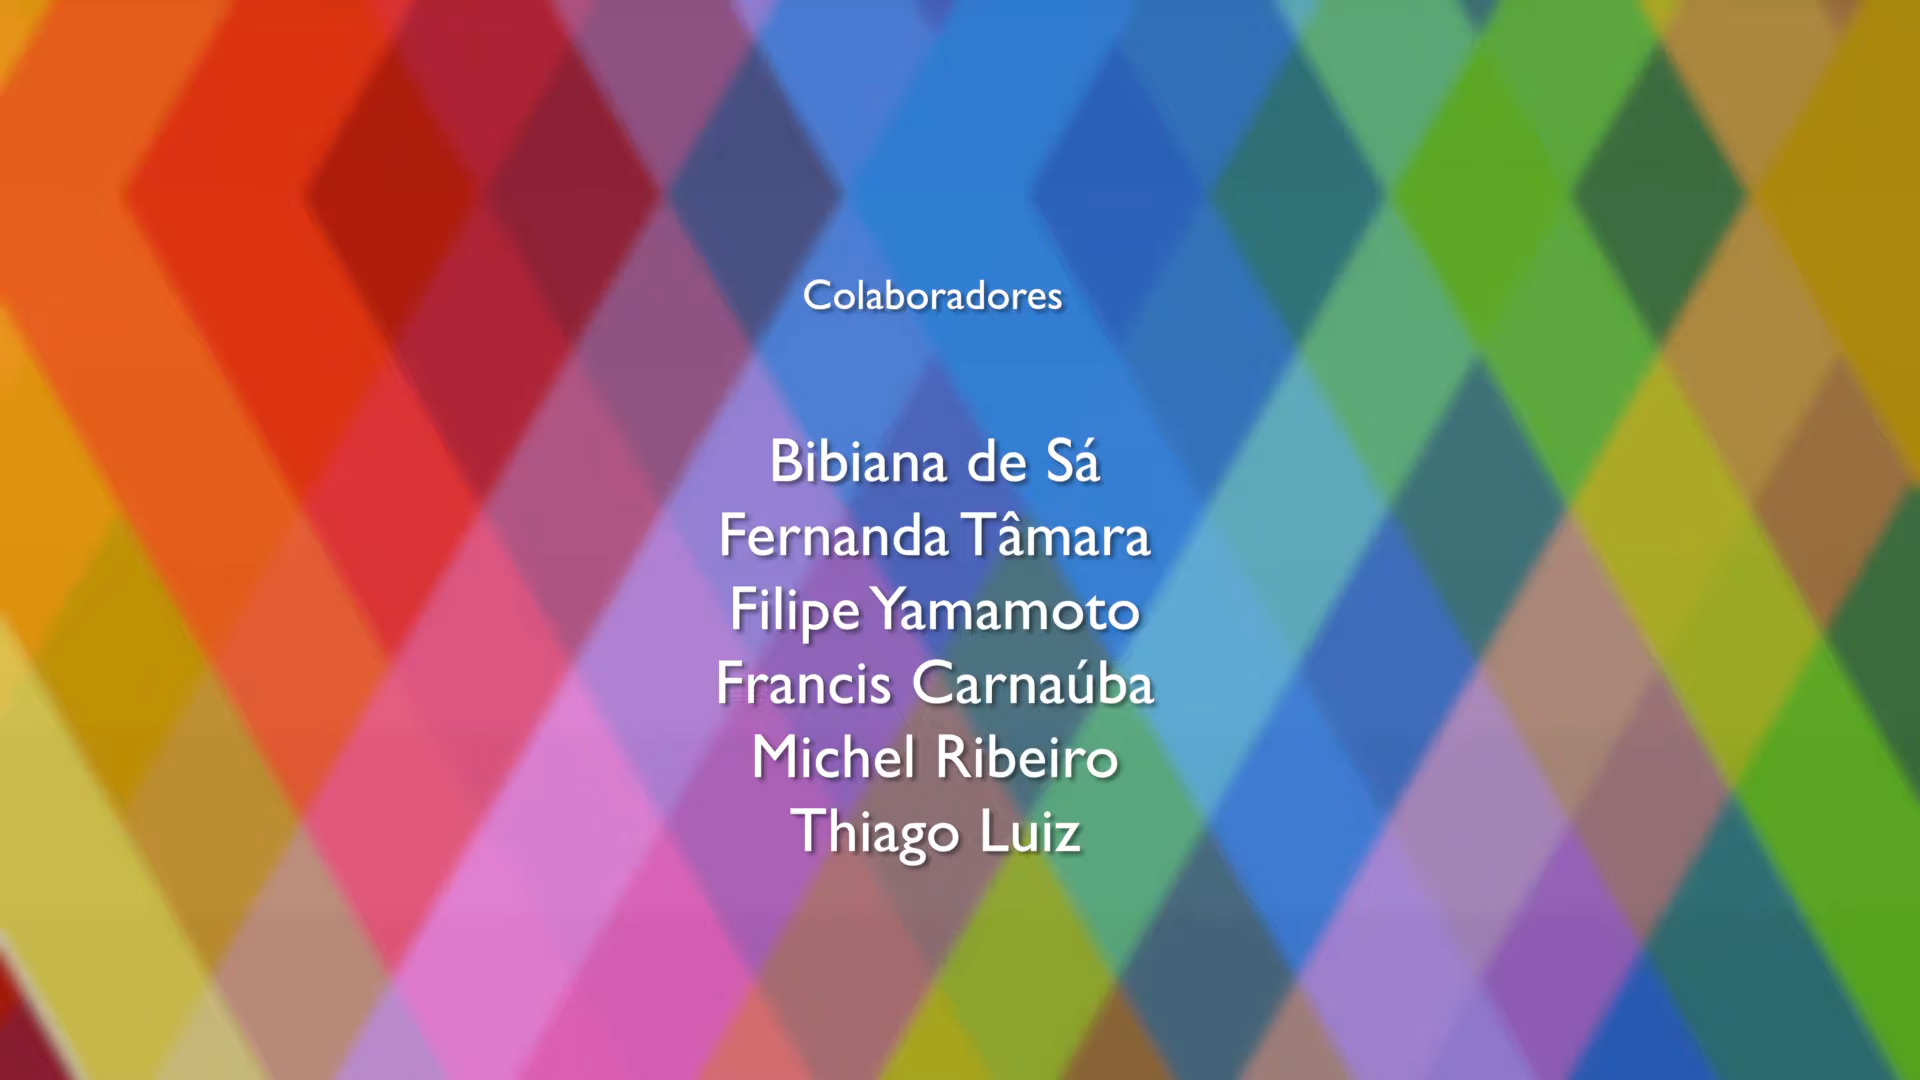 Colaboradores
Bibiana de Sá
Fernanda Tâmara
Filipe Yamamoto
Francis Carnaúba
Michel Ribeiro
Thiago Luiz